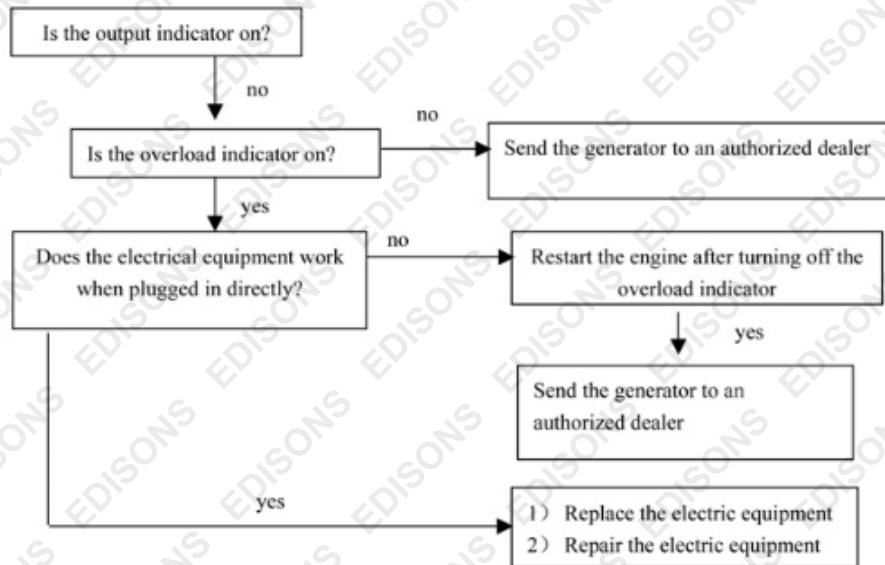 Is the output indicator on?
no
Is the overload indicator on?
no
Send the generator to an authorized dealer
yes
Does the electrical equipment work
when plugged in directly?
no
Restart the engine after turning off the
overload indicator
yes
Send the generator to an
authorized dealer
yes
1) Replace the electric equipment
2) Repair the electric equipment
EDISONS